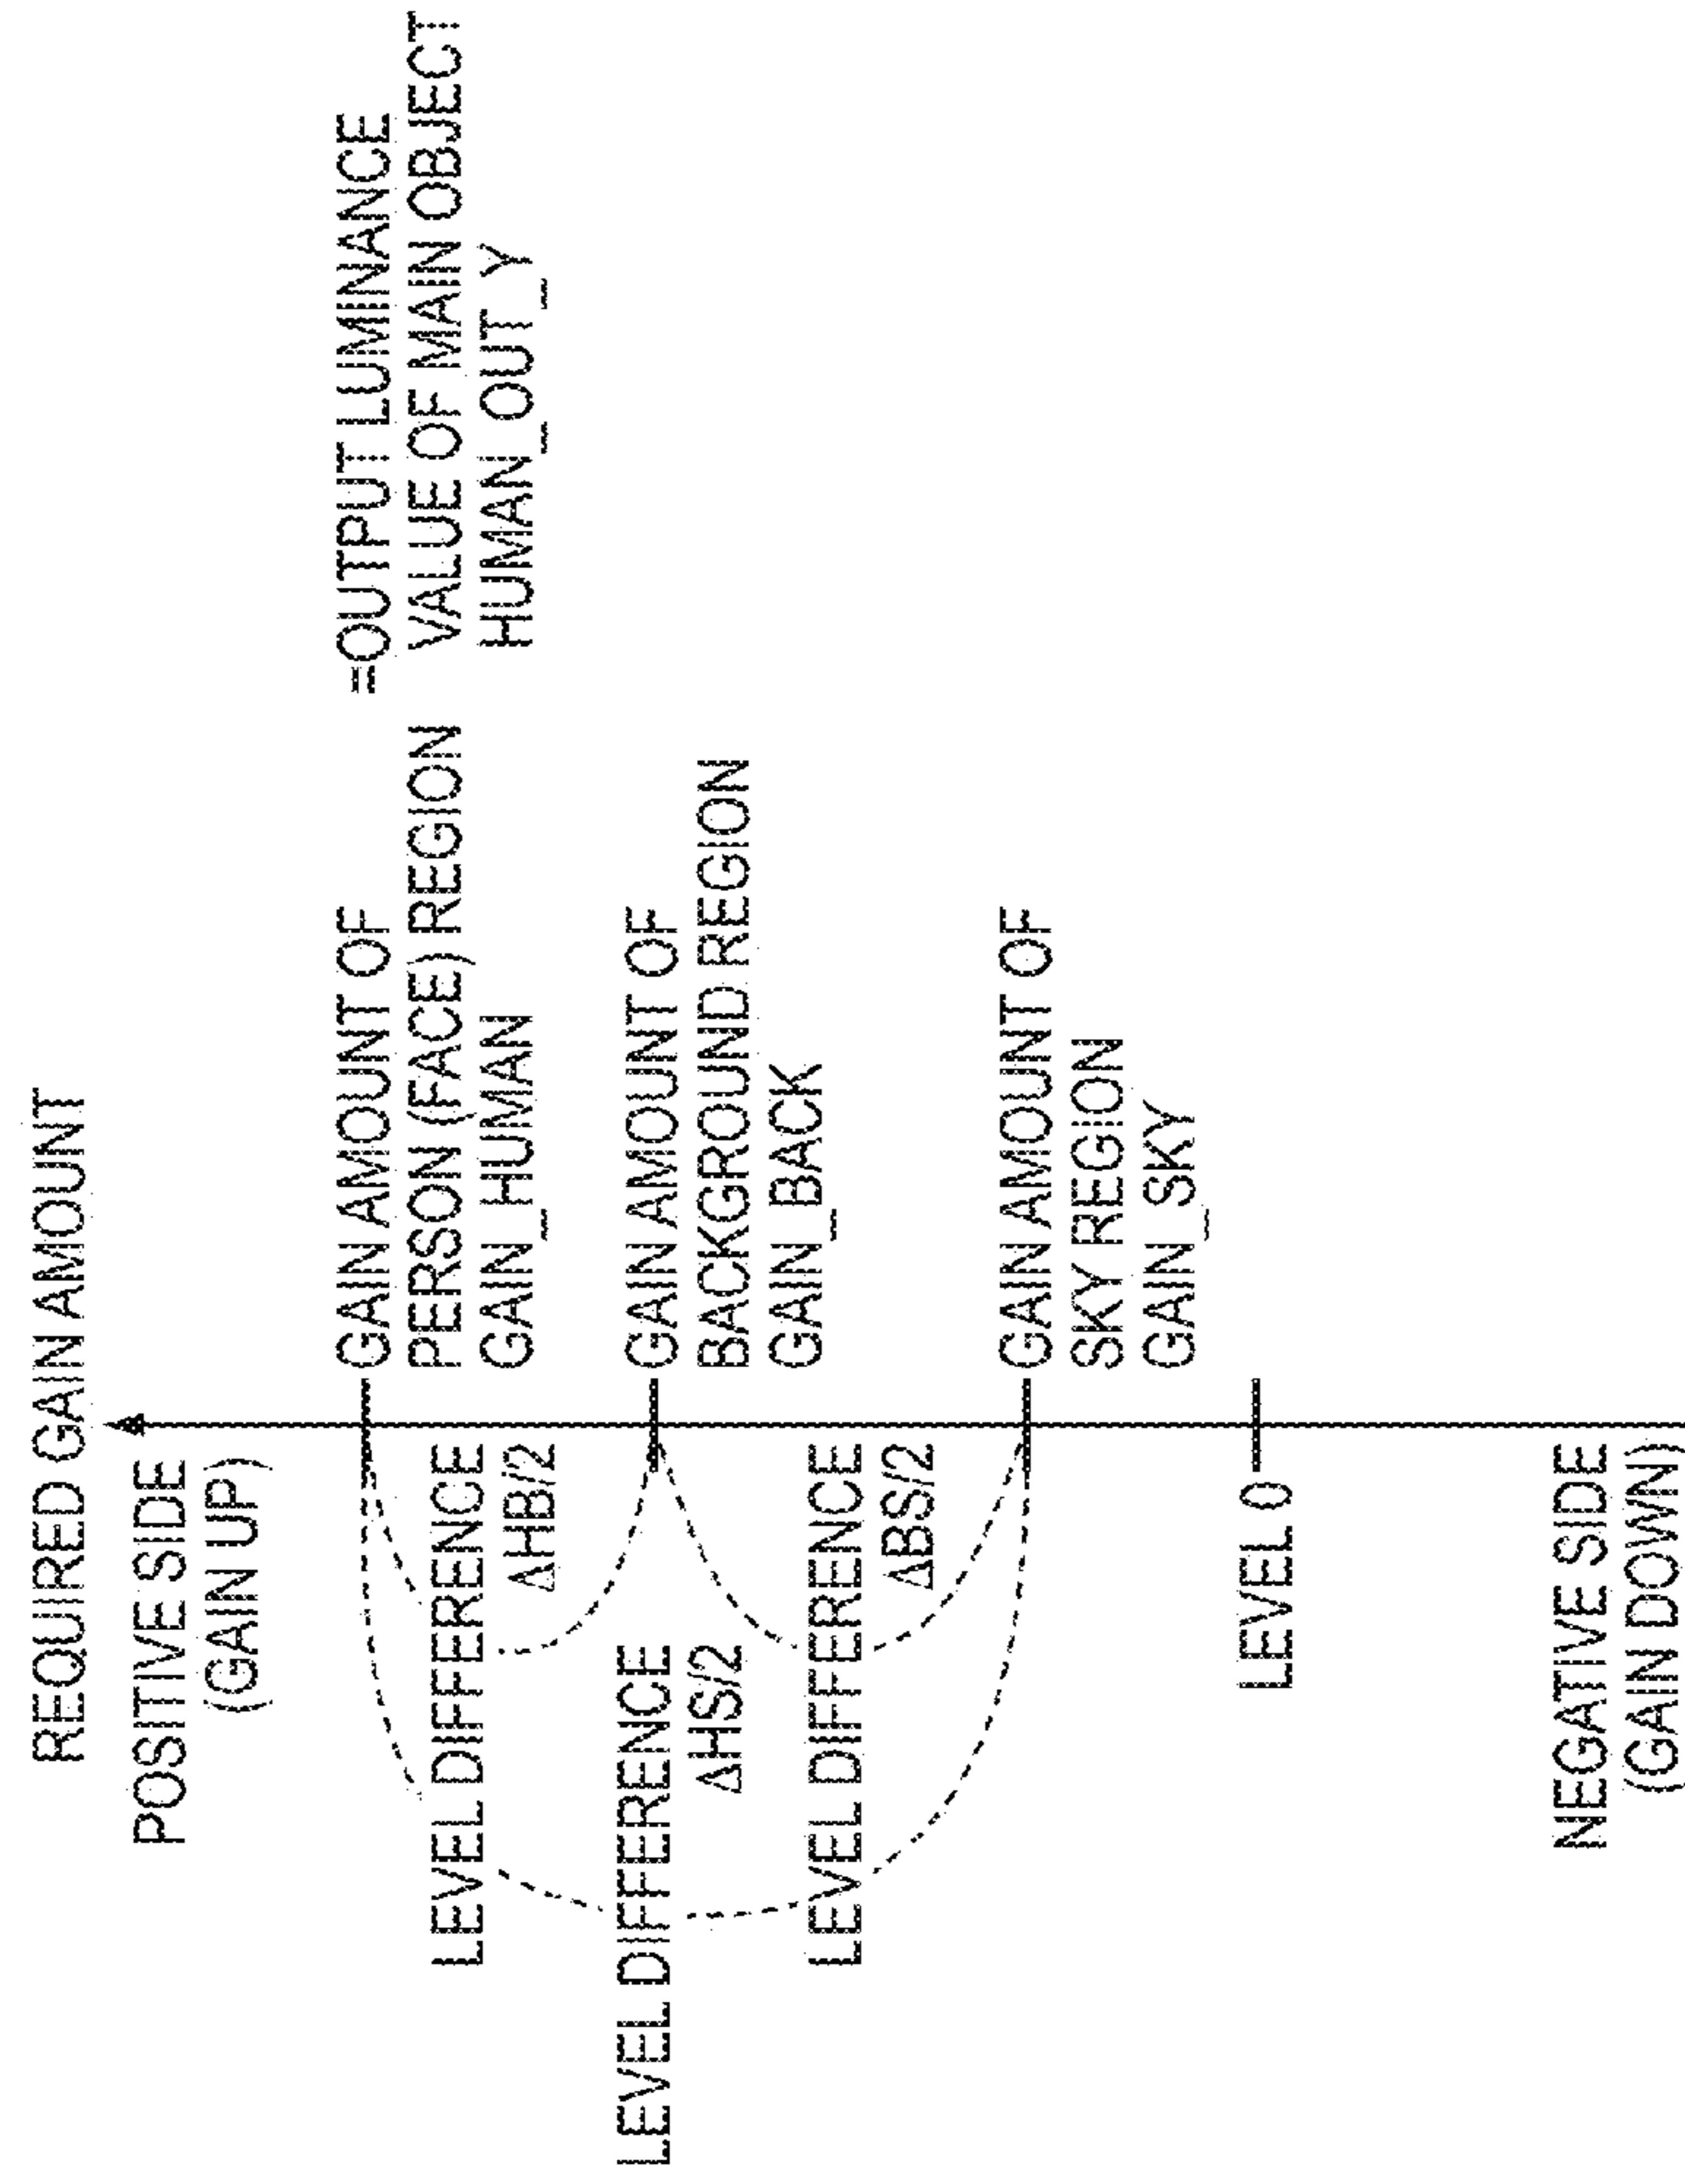 REQUIRED GAIN AMOUNT
POSITIVE SIDE
(GAIN UP)
GAIN AMOUNT OF
PERSON (FACE) REGION
GAIN_HUMAN
=OUTPUT LUMINANCE
VALUE OF MAIN OBJECT
HUMAN_OUT_Y
LEVEL DIFFERENCE
ΔHB/2
GAIN AMOUNT OF
BACKGROUND REGION
GAIN_BACK
LEVEL DIFFERENCE
ΔHS/2
LEVEL DIFFERENCE
ΔBS/2
GAIN AMOUNT OF
SKY REGION
GAIN_SKY
LEVEL 0
NEGATIVE SIDE
(GAIN DOWN)